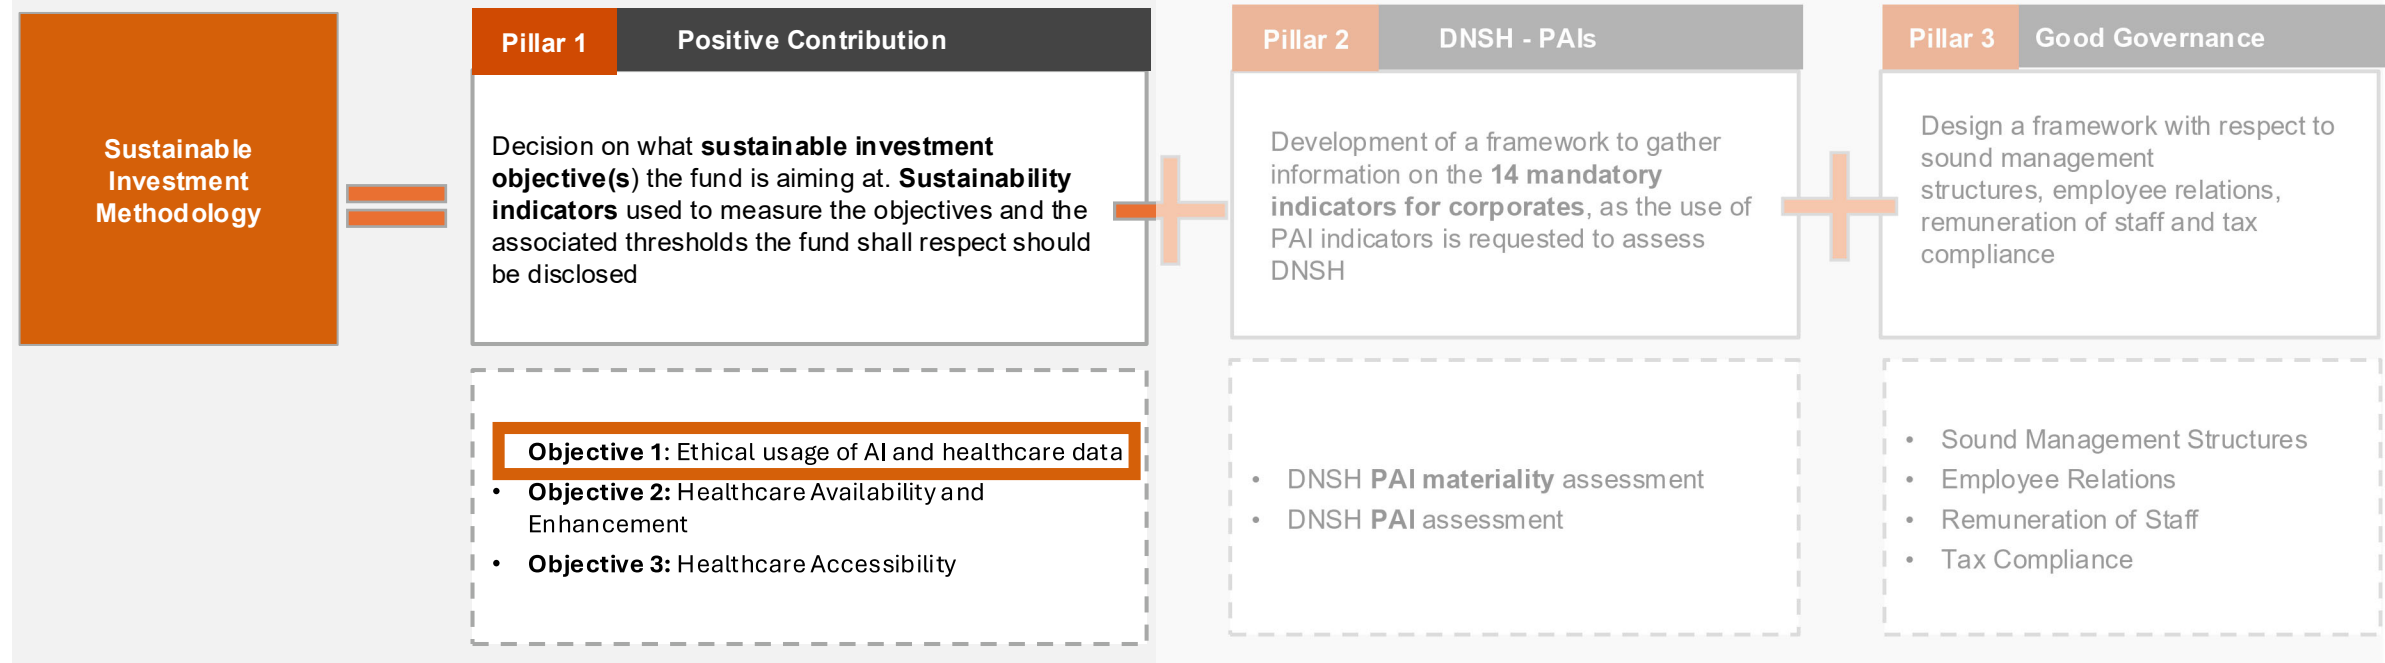 Sustainable
Investment
Methodology
Pillar 1
Positive Contribution
Decision on what sustainable investment
objective(s) the fund is aiming at. Sustainability
indicators used to measure the objectives and the
associated thresholds the fund shall respect should
be disclosed
Objective 1: Ethical usage of AI and healthcare data
• Objective 2: Healthcare Availability and
Enhancement
• Objective 3: Healthcare Accessibility
Pillar 2
DNSH - PAIs
Development of a framework to gather
information on the 14 mandatory
indicators for corporates, as the use of
PAI indicators is requested to assess
DNSH
• DNSH PAI materiality assessment
• DNSH PAI assessment
Pillar 3
Good Governance
Design a framework with respect to
sound management
structures, employee relations,
remuneration of staff and tax
compliance
• Sound Management Structures
• Employee Relations
• Remuneration of Staff
• Tax Compliance